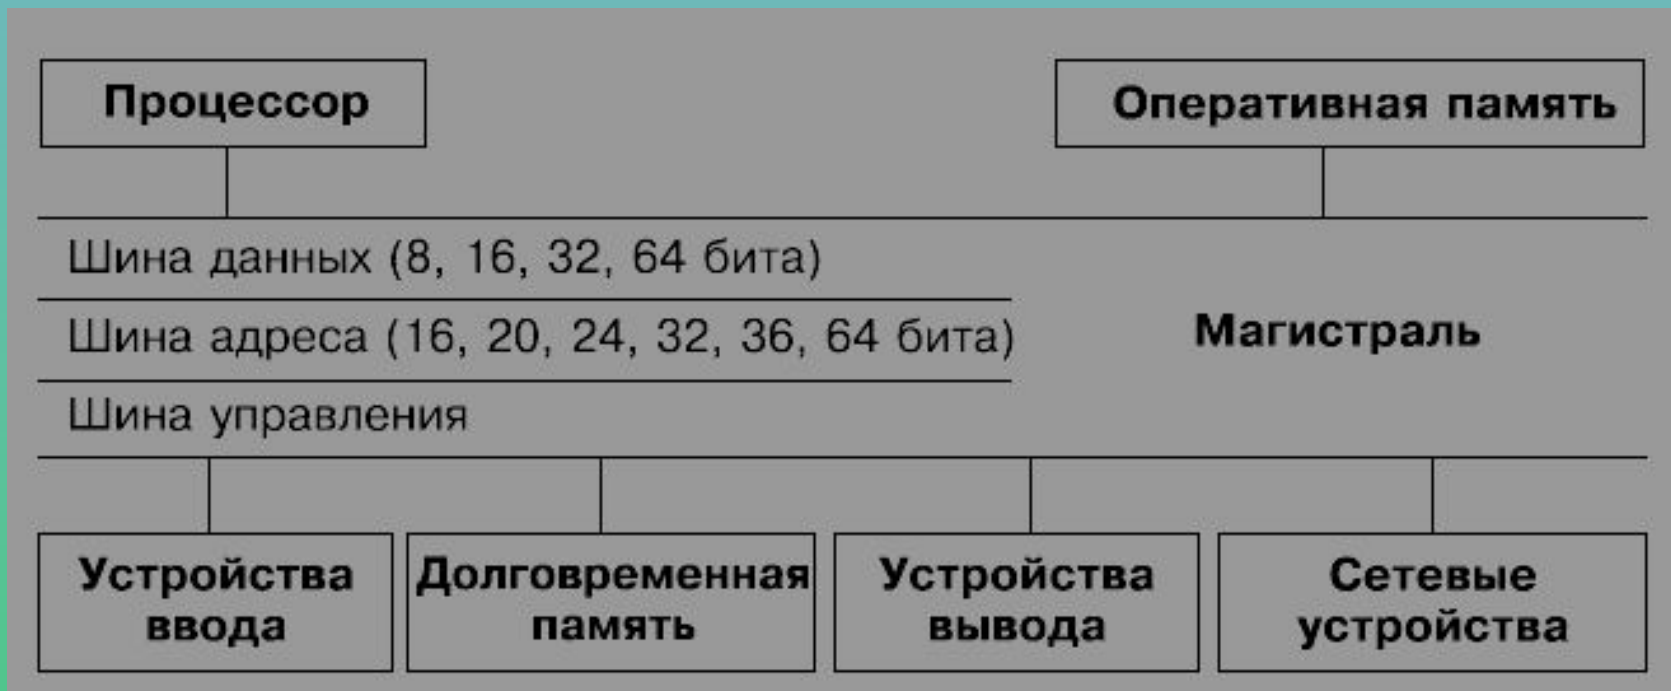 Процессор
Оперативная память
Шина данных (8, 16, 32, 64 бита)
Шина адреса (16, 20, 24, 32, 36, 64 бита)
Магистраль
Шина управления
Устройства
ввода
Долговременная
память
Устройства
вывода
Сетевые
устройства